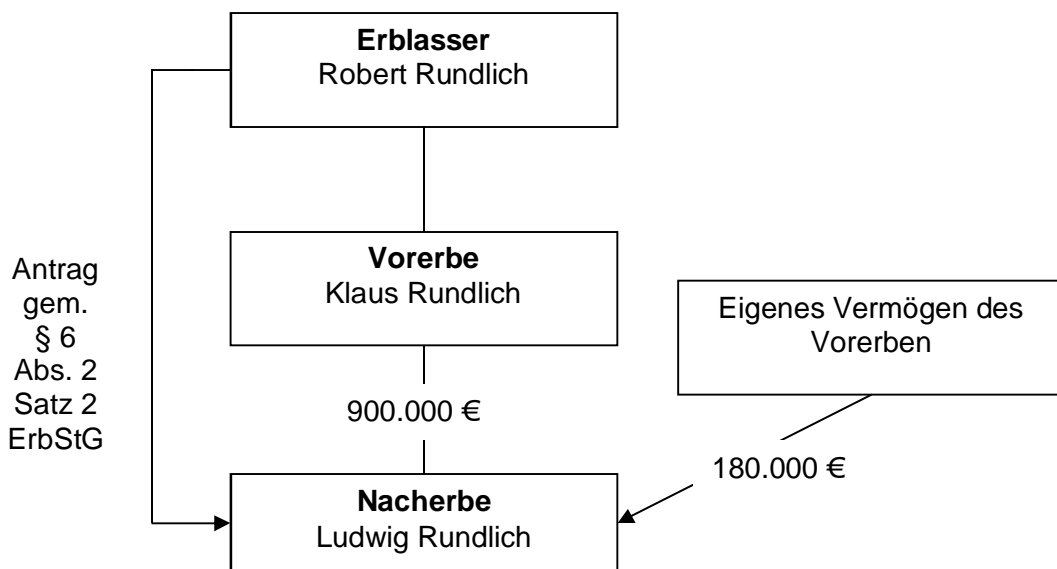 Erblasser
Robert Rundlich
Vorerbe
Klaus Rundlich
Antrag
gem.
§ 6
Abs. 2
Satz 2
ErbStG
Eigenes Vermögen des
Vorerben
900.000 €
180.000 €
Nacherbe
Ludwig Rundlich